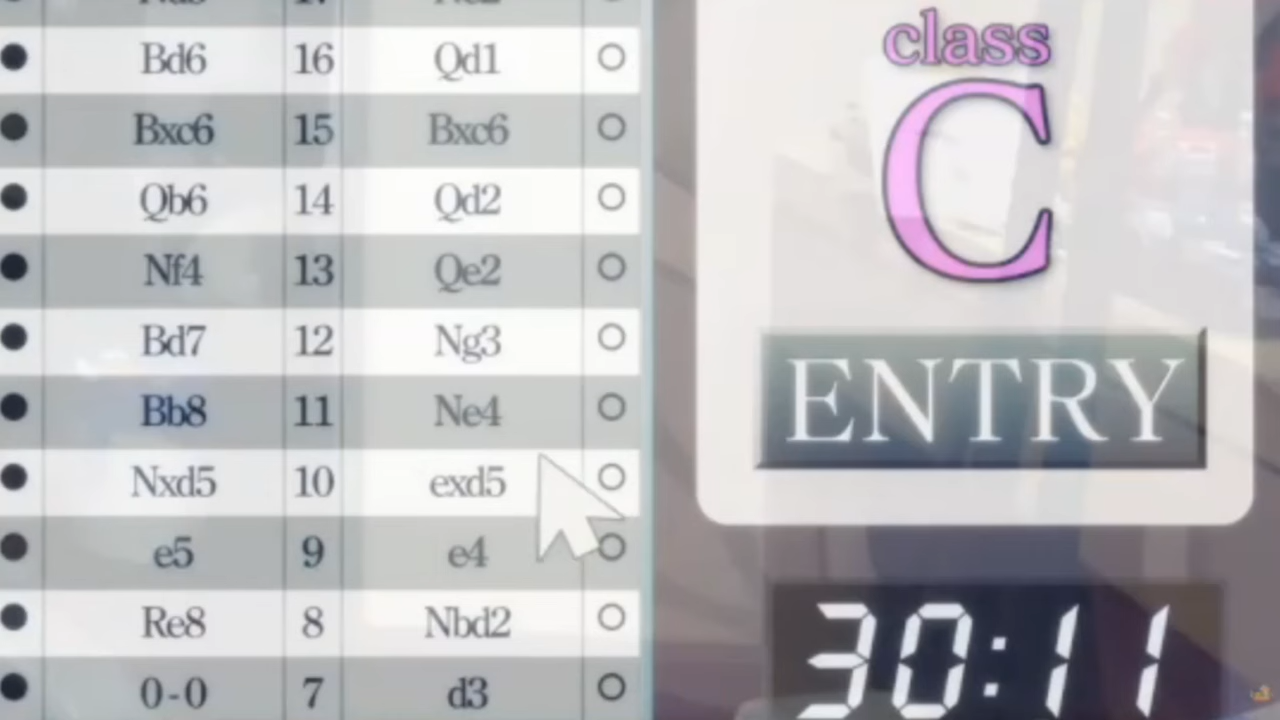 Bd6 16 Qd1
Bxc6 15 Bxc6
Qb6 14 Qd2
Nf4 13 Qe2
Bd7 12 Ng3
Bb8 11 Ne4
Nxd5 10 exd5
e5 9 e4
Re8 8 Nbd2
0-0 7 d3
class
C
ENTRY
30:11